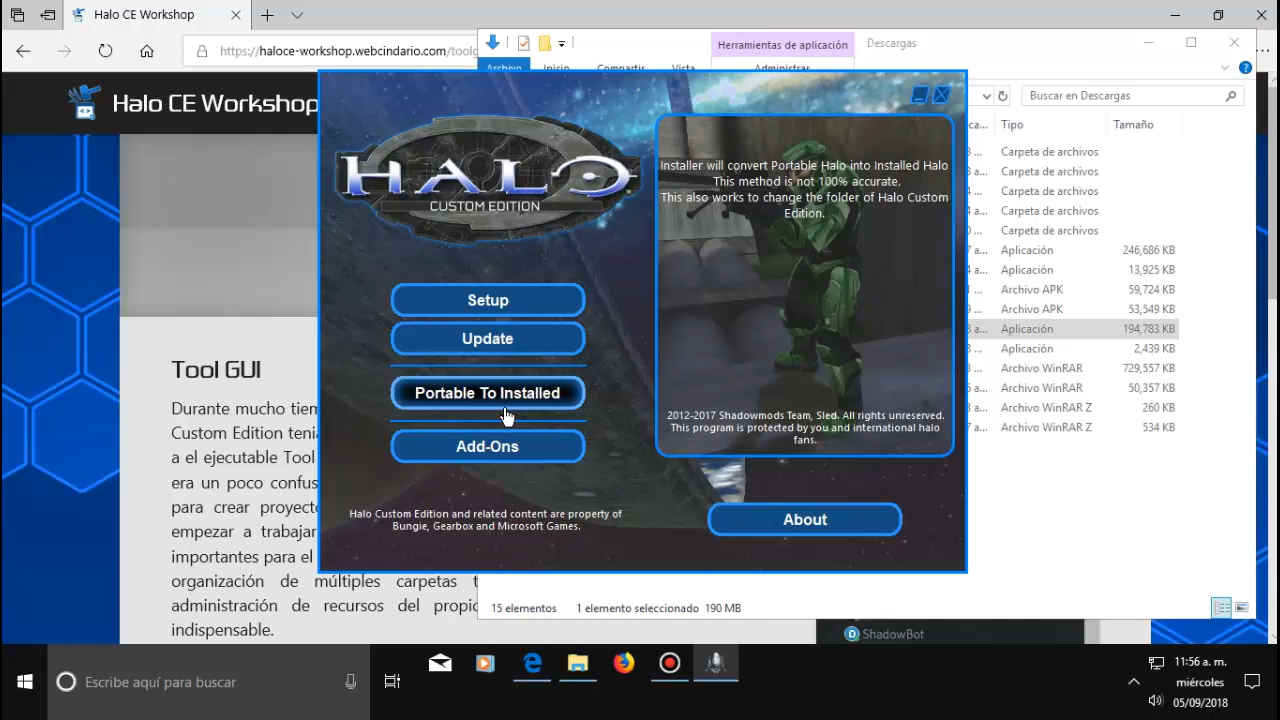 Halo CE Workshop
https://haloce-workshop.webcindario.com/tool
Halo CE Workshop
Tool GUI
Durante mucho
Custom Edition
a el ejecutable Tool
era un poco
para crear
empezar a trabajar,
importantes para el
organización de múltiples carpetas
administración de recursos del
indispensable.
Herramientas de aplicación
Descargas
Archivo
Inicio
Compartir
Vista
Administrar
Buscar en Descargas
Tipo
Tamaño
Carpeta de archivos
Carpeta de archivos
Carpeta de archivos
Carpeta de archivos
Carpeta de archivos
Aplicación 246,686 KB
Aplicación 13,925 KB
Archivo APK 59,724 KB
Archivo APK 53,549 KB
Aplicación 194,783 KB
Aplicación 2,439 KB
Archivo WinRAR 729,557 KB
Archivo WinRAR 50,357 KB
Archivo WinRAR Z 260 KB
Archivo WinRAR Z 534 KB
15 elementos 1 elemento seleccionado 190 MB
HALO
CUSTOM EDITION
Setup
Update
Portable To Installed
Add-Ons
Halo Custom Edition and related content are property of
Bungie, Gearbox and Microsoft Games.
Installer will convert Portable Halo into Installed Halo
This method is not 100% accurate.
This also works to change the folder of Halo Custom
Edition.
2012-2017 Shadowmods Team, Sled. All rights unreserved.
This program is protected by you and international halo
fans.
About
ShadowBot
Escribe aquí para buscar
11:56 a. m.
miércoles
05/09/2018